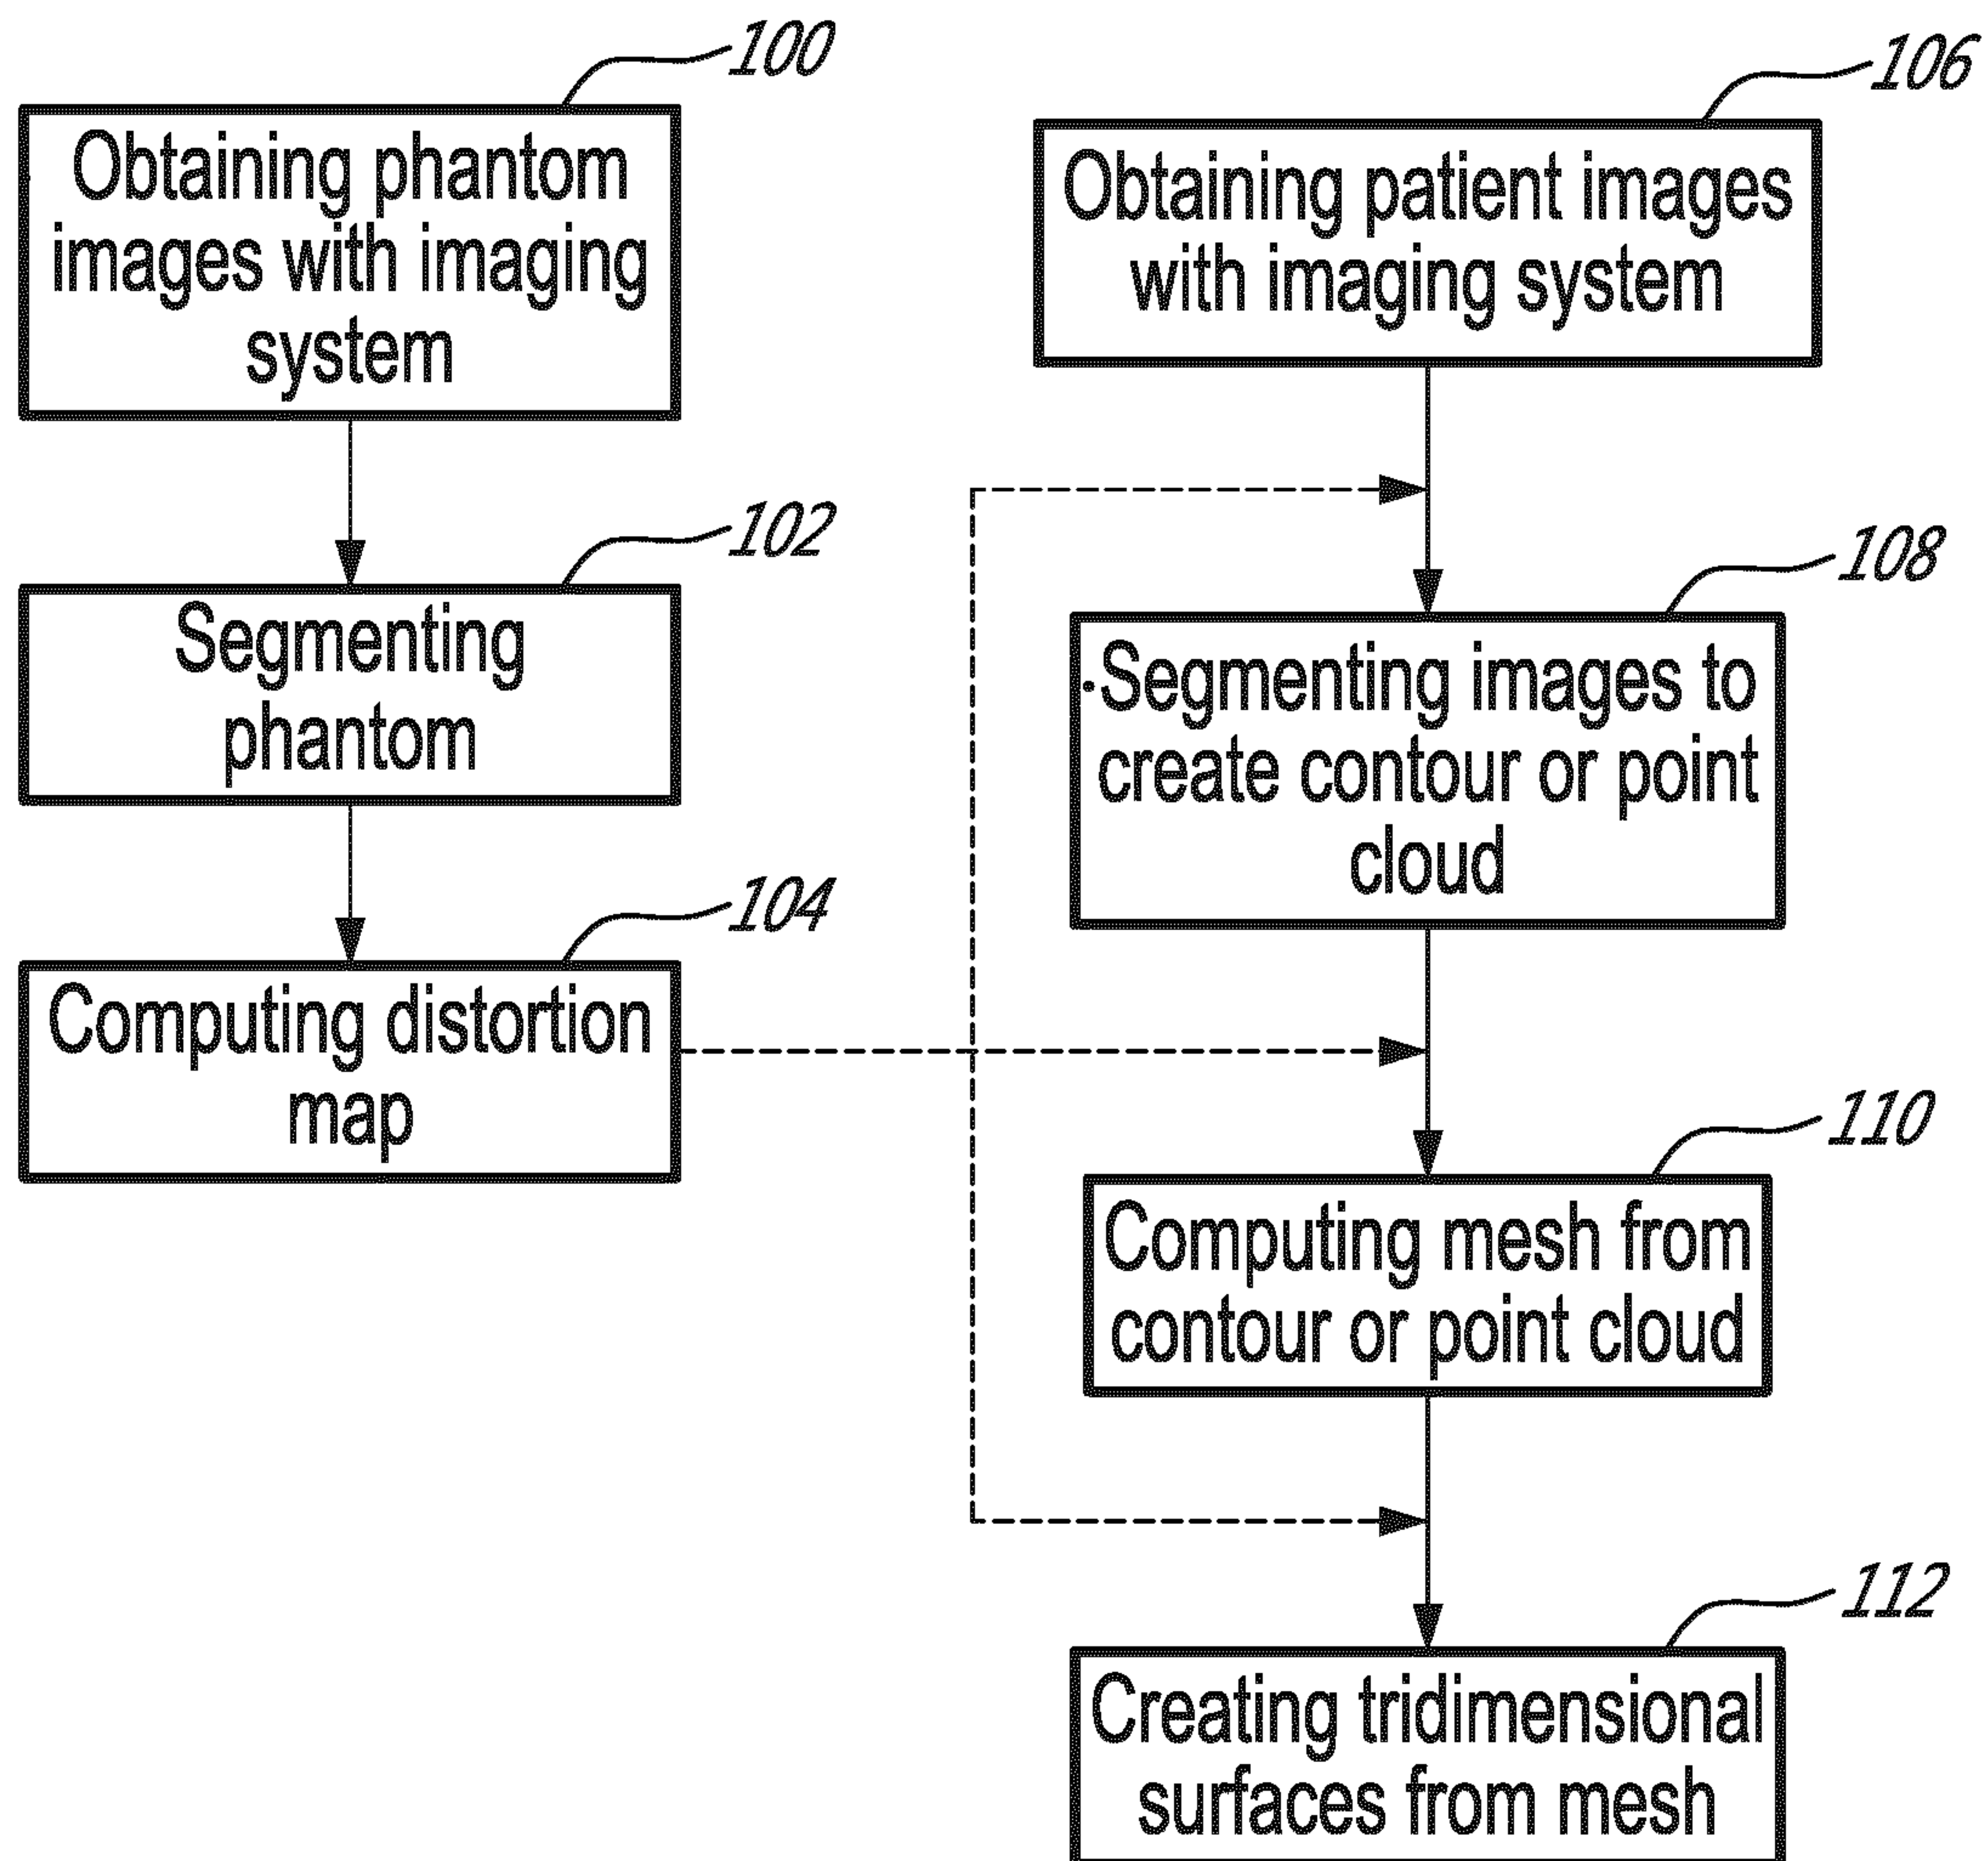 100
Obtaining phantom
images with imaging
system
102
Segmenting
phantom
104
Computing distortion
map
106
Obtaining patient images
with imaging system
108
Segmenting images to
create contour or point
cloud
110
Computing mesh from
contour or point cloud
112
Creating tridimensional
surfaces from mesh